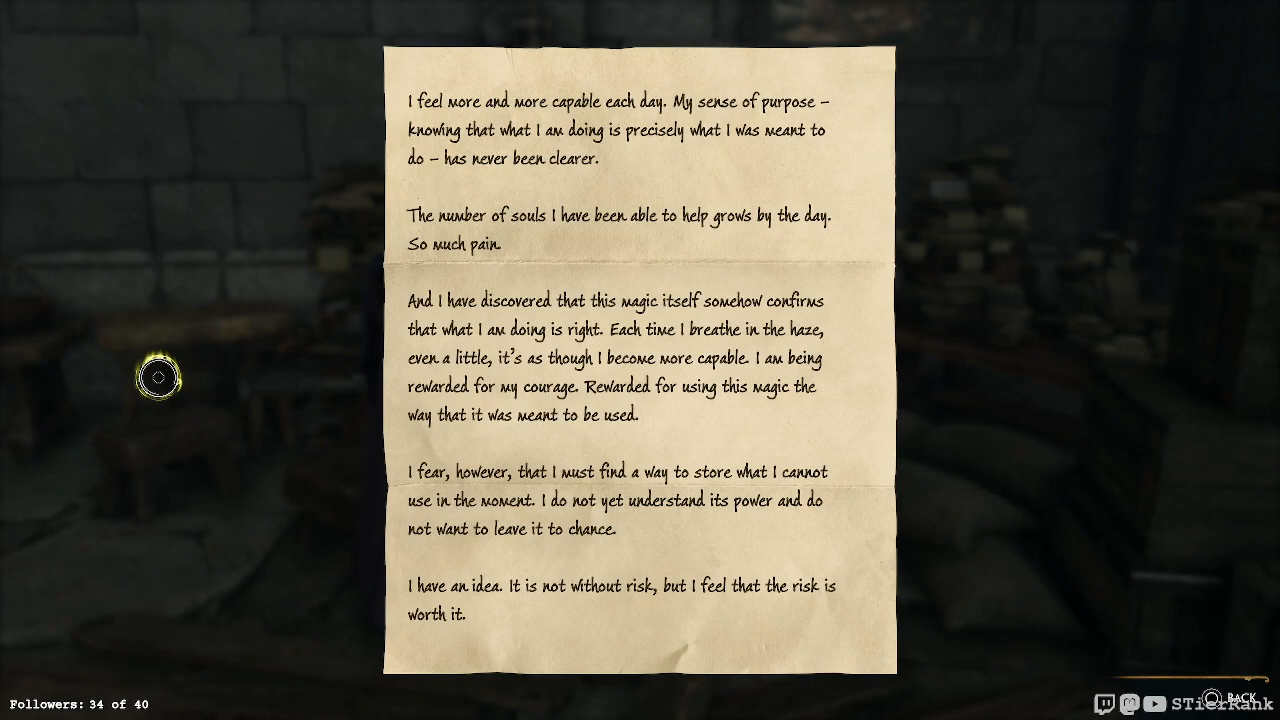 I feel more and more capable each day. My sense of purpose –
knowing that what I am doing is precisely what I was meant to
do – has never been clearer.
The number of souls I have been able to help grows by the day.
So much pain.
And I have discovered that this magic itself somehow confirms
that what I am doing is right. Each time I breathe in the haze,
even a little, it's as though I become more capable. I am being
rewarded for my courage. Rewarded for using this magic the
way that it was meant to be used.
I fear, however, that I must find a way to store what I cannot
use in the moment. I do not yet understand its power and do
not want to leave it to chance.
I have an idea. It is not without risk, but I feel that the risk is
worth it.
BACK
Followers: 34 of 40
STierRank